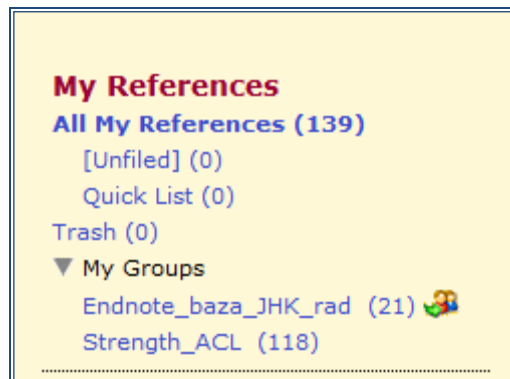 My References
All My References (139)
[Unfiled] (0)
Quick List (0)
Trash (0)
My Groups
Endnote_baza_JHK_rad (21)
Strength_ACL (118)